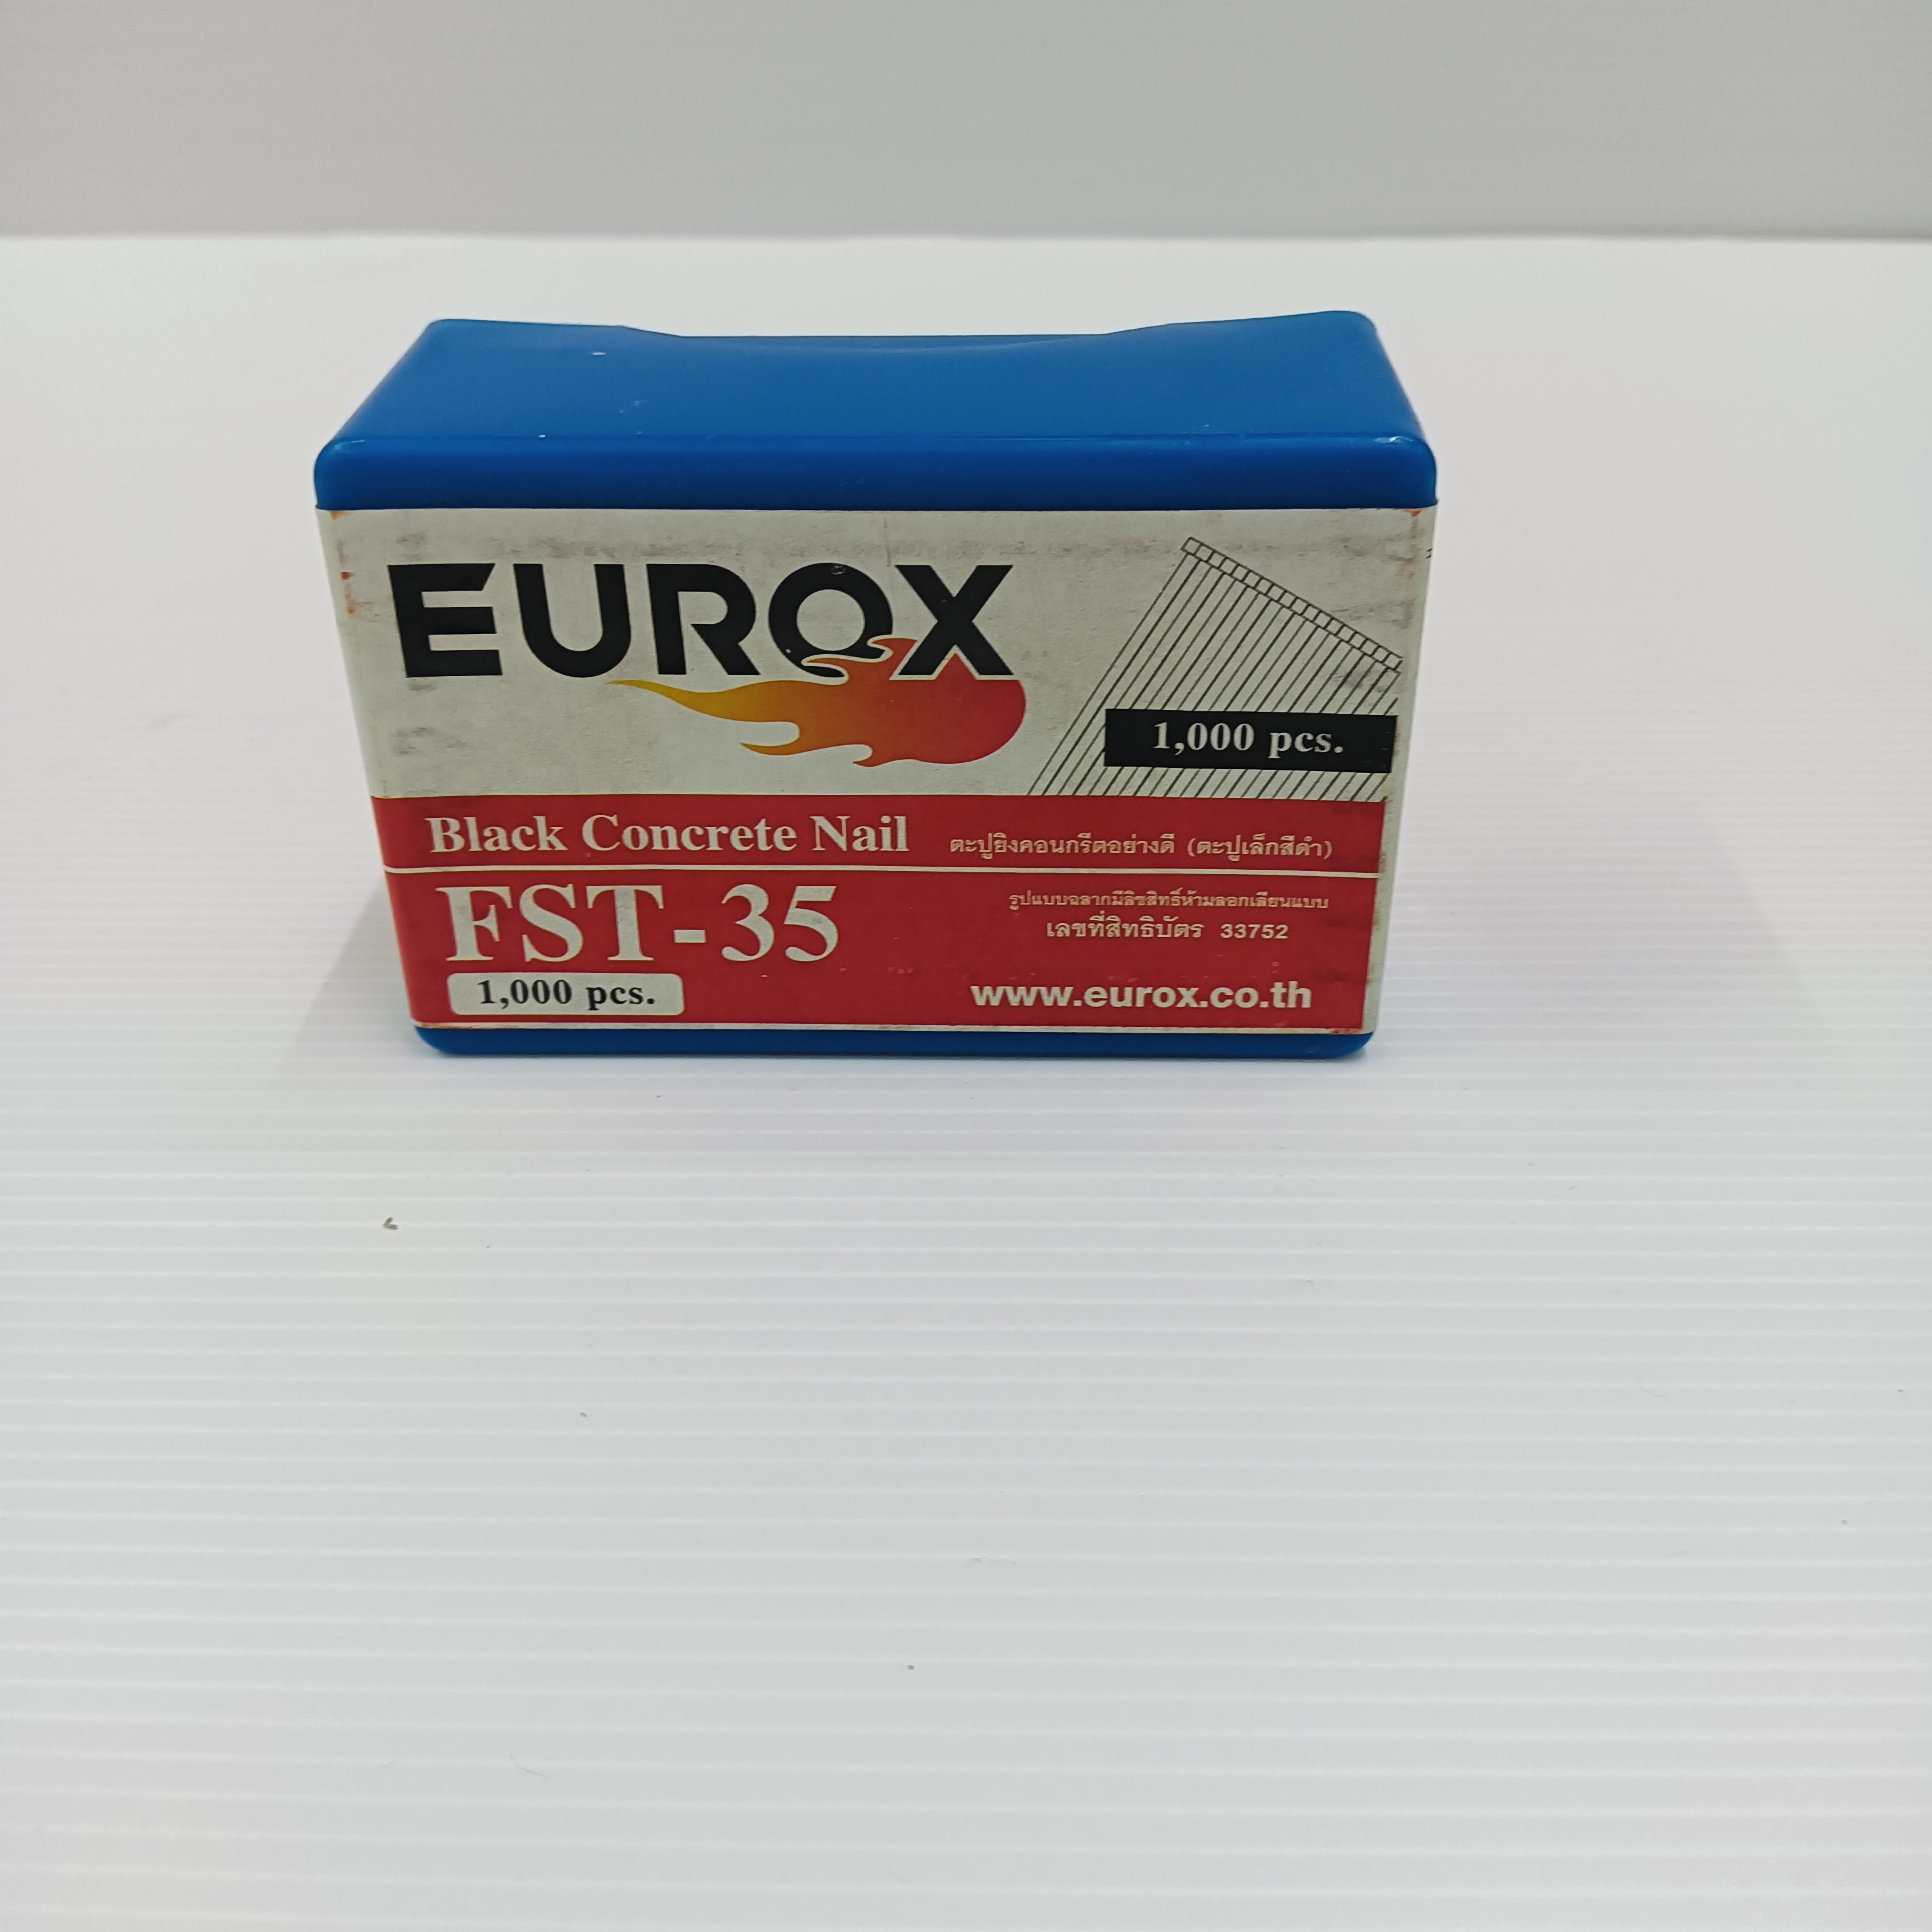 EUROX
1,000 pcs.
Black Concrete Nail ตะปูยิงคอนกรีตอย่างดี (ตะปูเล็กสีดำ)
FST-35
รูปแบบฉลากมีลิขสิทธิ์ห้ามลอกเลียนแบบ
เลขที่สิทธิบัตร 33752
1,000 pcs.
www.eurox.co.th